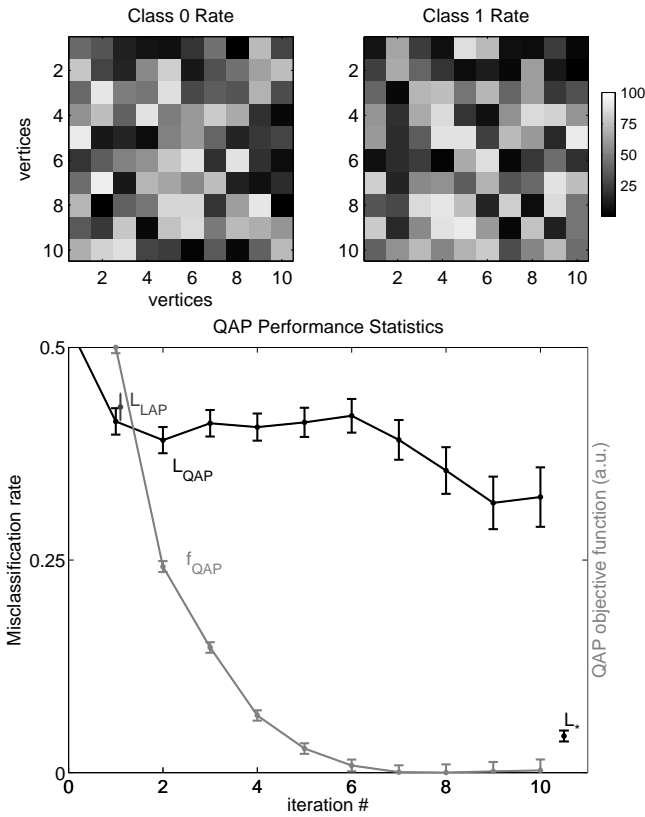 Class 0 Rate
Class 1 Rate
2
4
6
8
10
vertices
2 4 6 8 10
vertices
2
4
6
8
10
2 4 6 8 10
100
75
50
25
QAP Performance Statistics
0.5
0.25
0
Misclassification rate
L_LAP
L_QAP
f_QAP
L_*
QAP objective function (a.u.)
0 2 4 6 8 10
iteration #